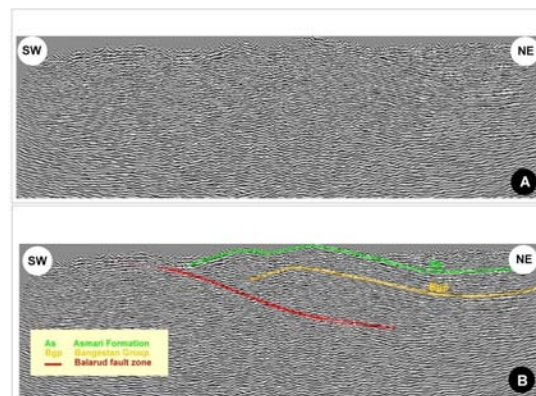 SW
NE
A
SW
NE
As
Bgp
As Asmari Formation
Bgp Bangestan Group
Balarud fault zone
B